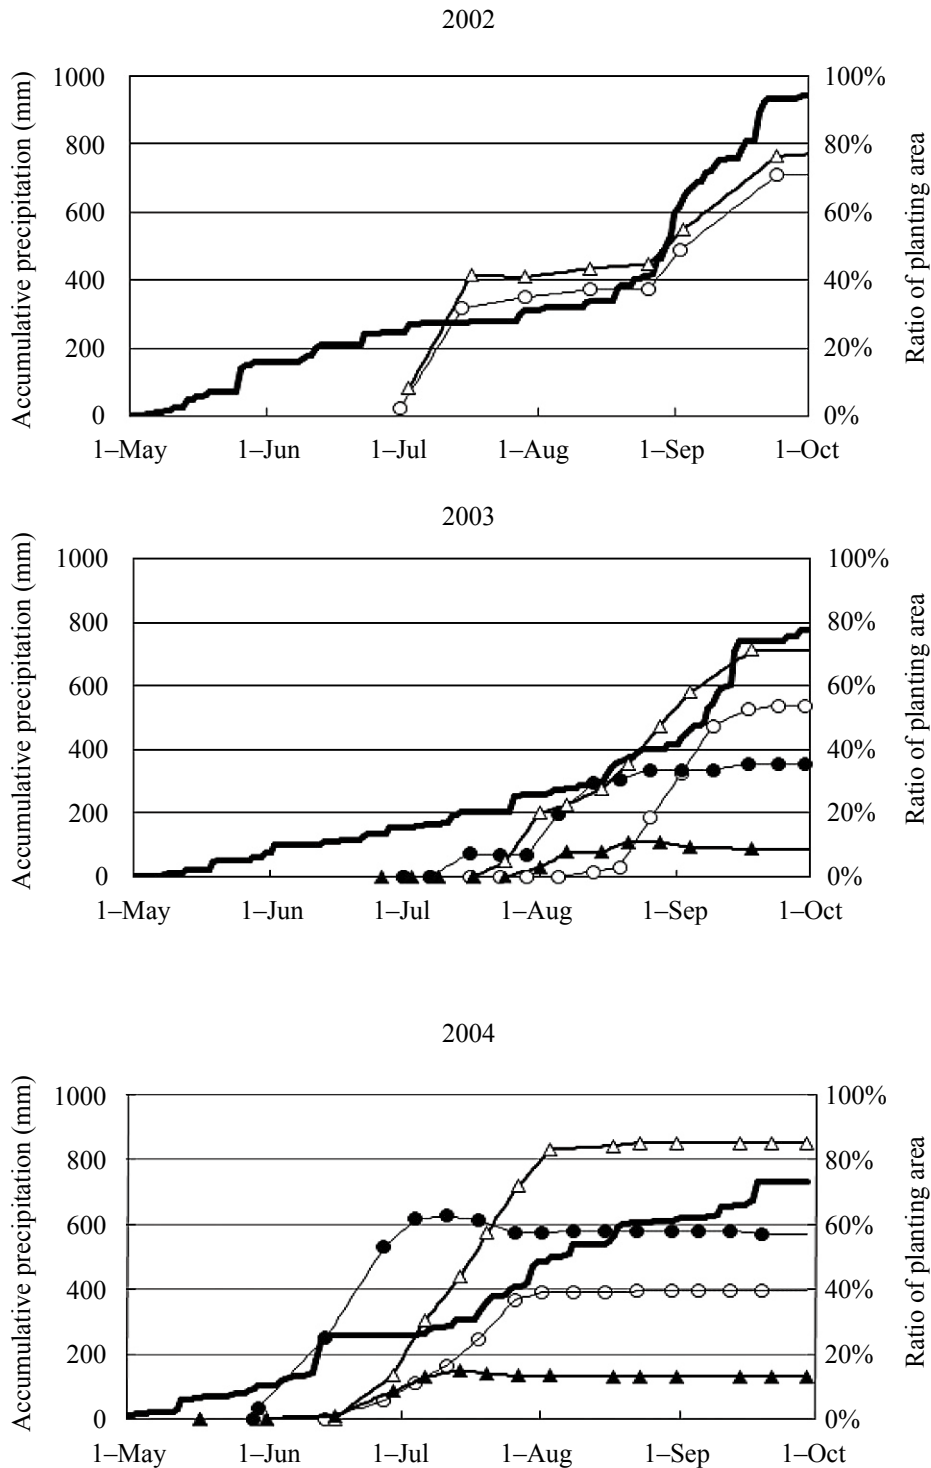 2002
Accumulative precipitation (mm)
1000
800
600
400
200
0
100%
80%
60%
40%
20%
0%
Ratio of planting area
1–May
1–Jun
1–Jul
1–Aug
1–Sep
1–Oct
2003
Accumulative precipitation (mm)
1000
800
600
400
200
0
100%
80%
60%
40%
20%
0%
Ratio of planting area
1–May
1–Jun
1–Jul
1–Aug
1–Sep
1–Oct
2004
Accumulative precipitation (mm)
1000
800
600
400
200
0
100%
80%
60%
40%
20%
0%
Ratio of planting area
1–May
1–Jun
1–Jul
1–Aug
1–Sep
1–Oct